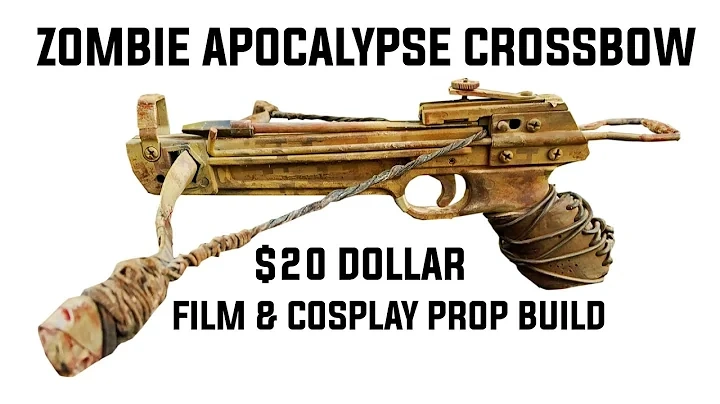 ZOMBIE APOCALYPSE CROSSBOW
$20 DOLLAR
FILM & COSPLAY PROP BUILD